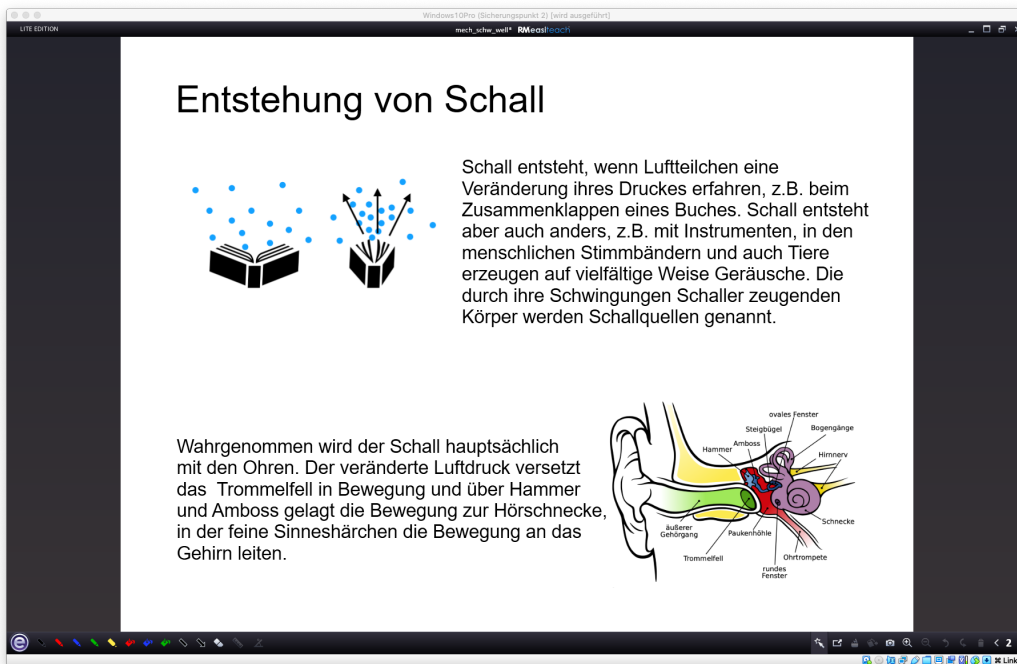 Windows10Pro (Sicherungspunkt 2) [wird ausgeführt]
LITE EDITION
mech_schw_well* RMeasiteach
Entstehung von Schall
Schall entsteht, wenn Luftteilchen eine
Veränderung ihres Druckes erfahren, z.B. beim
Zusammenklappen eines Buches. Schall entsteht
aber auch anders, z.B. mit Instrumenten, in den
menschlichen Stimmbändern und auch Tiere
erzeugen auf vielfältige Weise Geräusche. Die
durch ihre Schwingungen Schaller zeugenden
Körper werden Schallquellen genannt.
Wahrgenommen wird der Schall hauptsächlich
mit den Ohren. Der veränderte Luftdruck versetzt
das Trommelfell in Bewegung und über Hammer
und Amboss gelagt die Bewegung zur Hörschnecke,
in der feine Sinneshärchen die Bewegung an das
Gehirn leiten.
ovales Fenster
Steigbügel
Bogengänge
Amboss
Hammer
Hirnnerv
Schnecke
äußerer
Gehörgang
Paukenhöhle
Trommelfell
Ohrtrompete
rundes
Fenster
e
2
⌘ Link